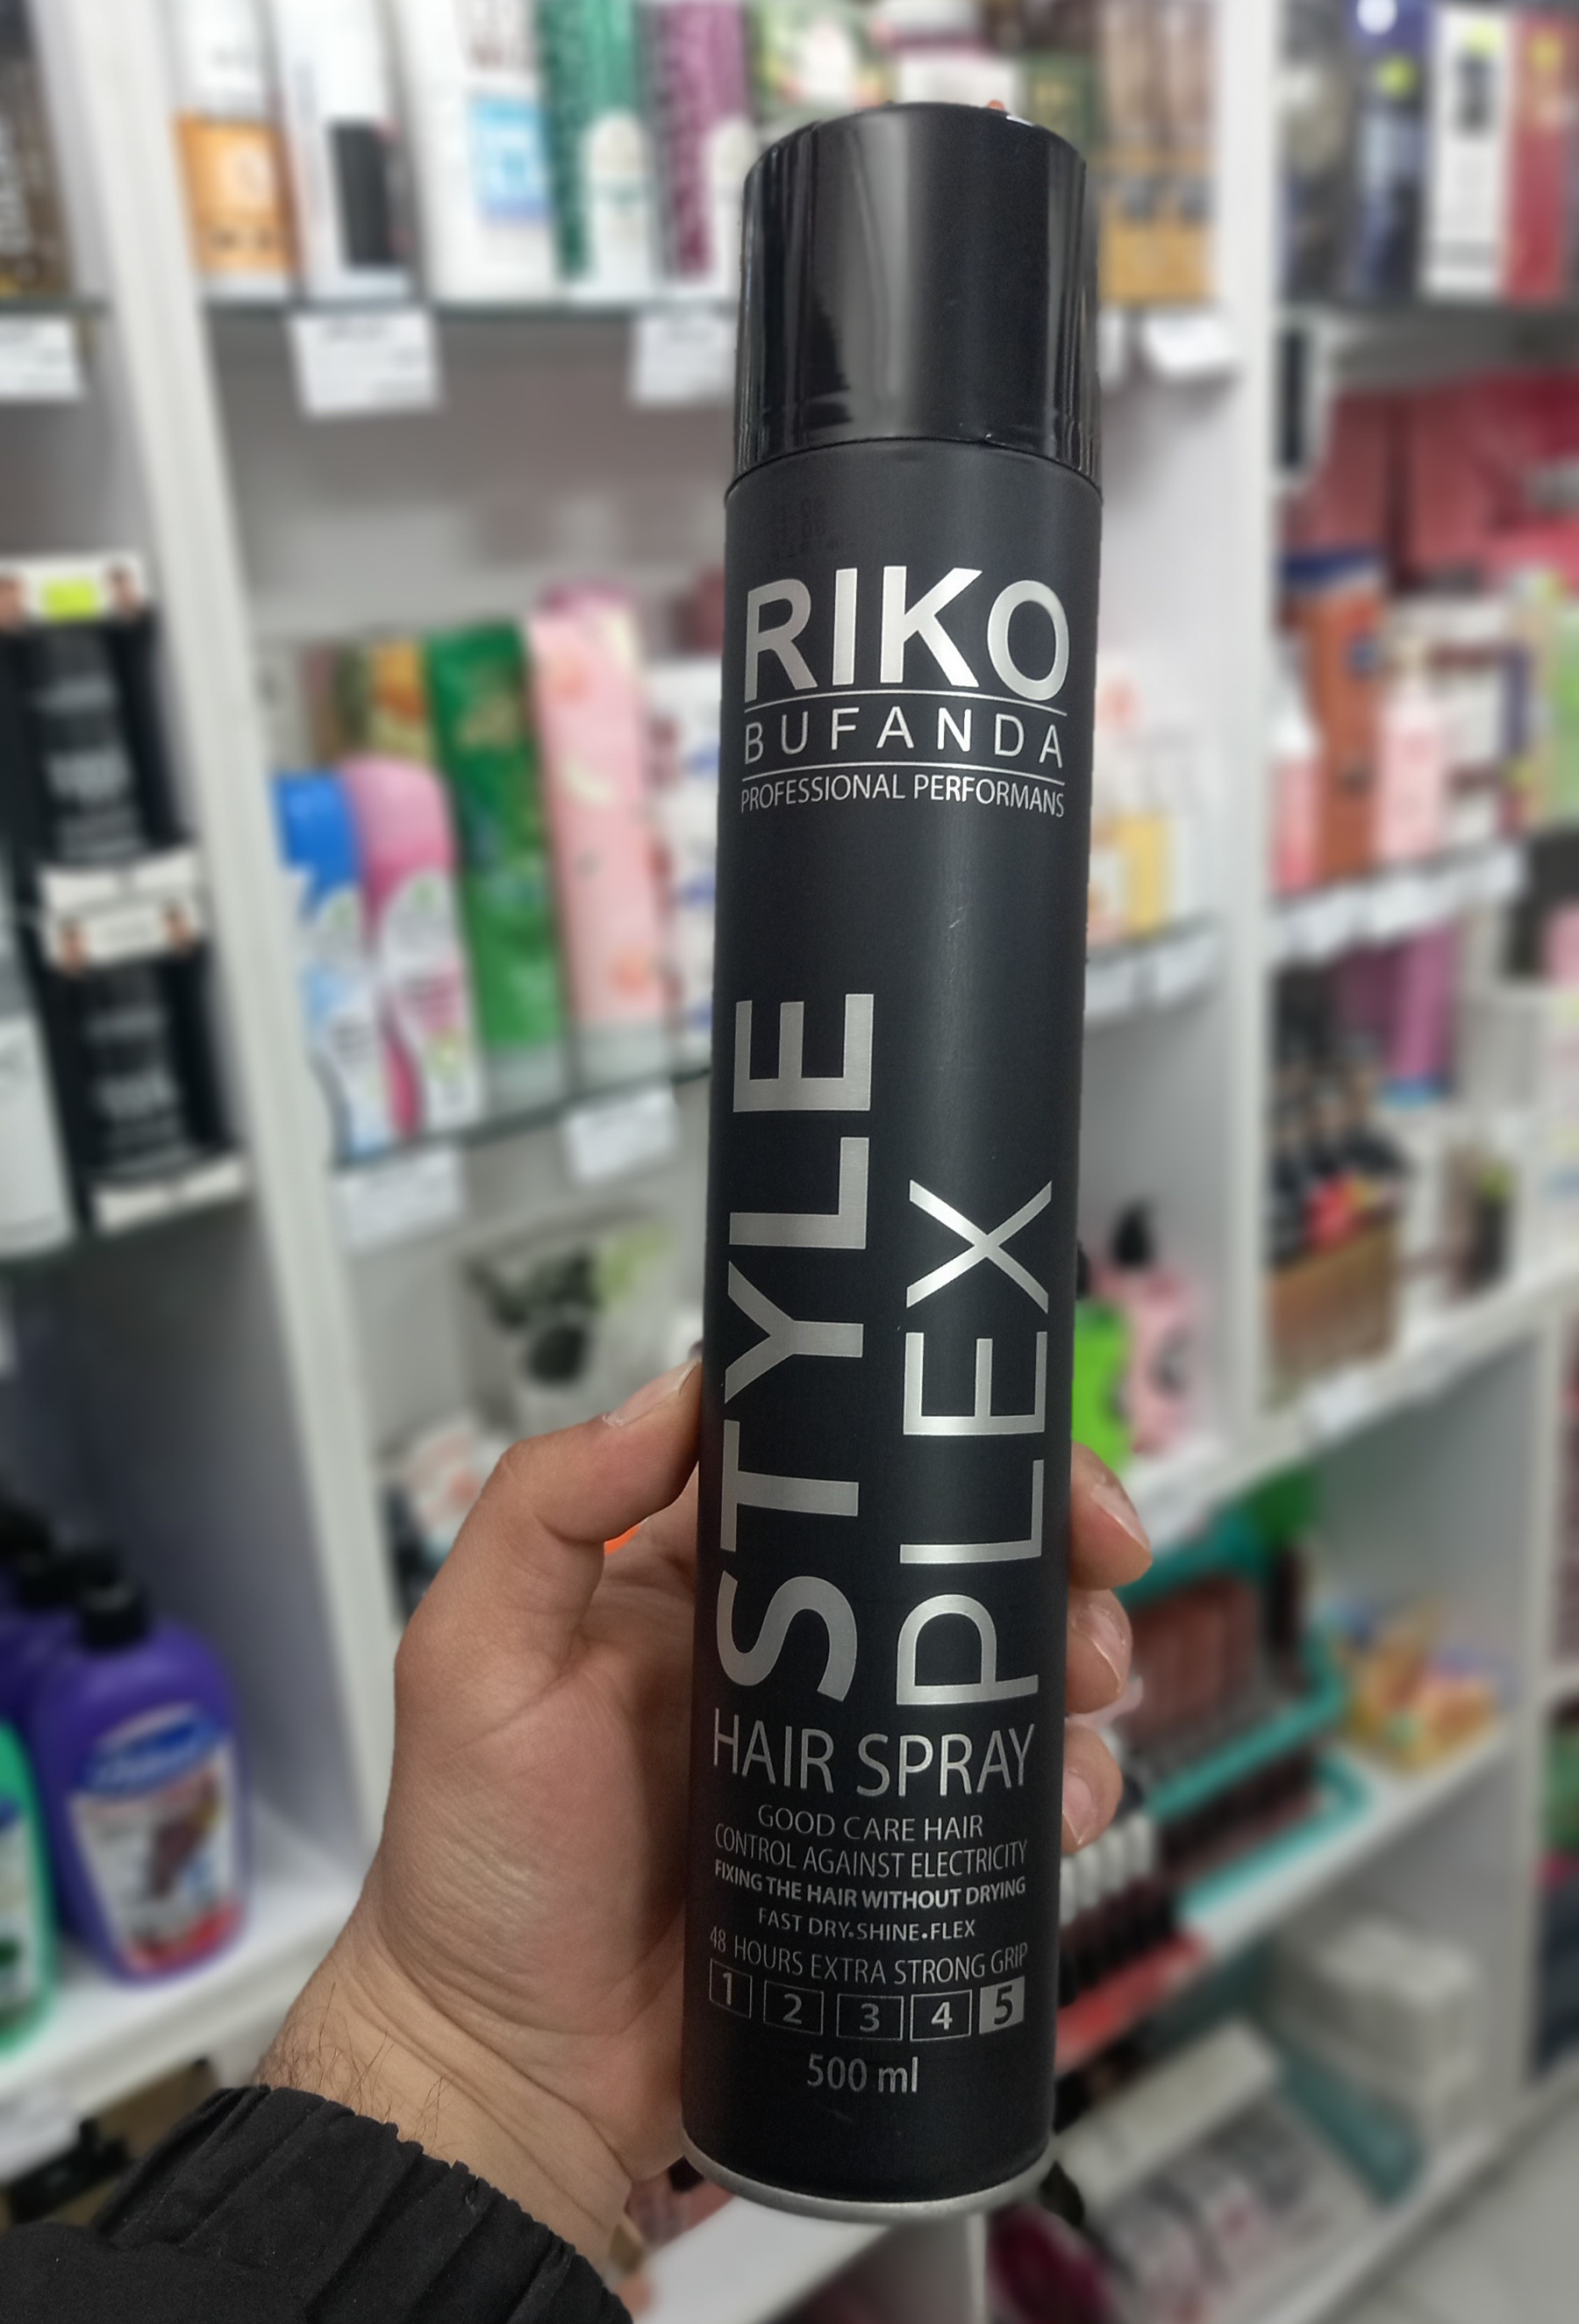 RIKO
BUFANDA
PROFESSIONAL PERFORMANS
STYLE
PLEX
HAIR SPRAY
GOOD CARE HAIR
CONTROL AGAINST ELECTRICITY
FIXING THE HAIR WITHOUT DRYING
FAST DRY•SHINE•FLEX
48 HOURS EXTRA STRONG GRIP
1 2 3 4 5
500 ml